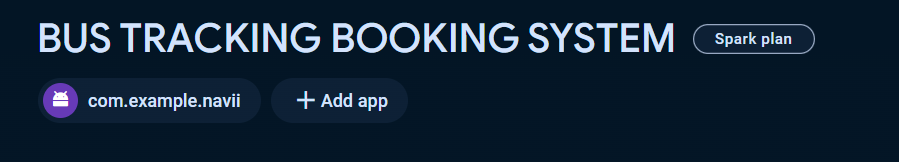 BUS TRACKING BOOKING SYSTEM Spark plan
com.example.navii + Add app